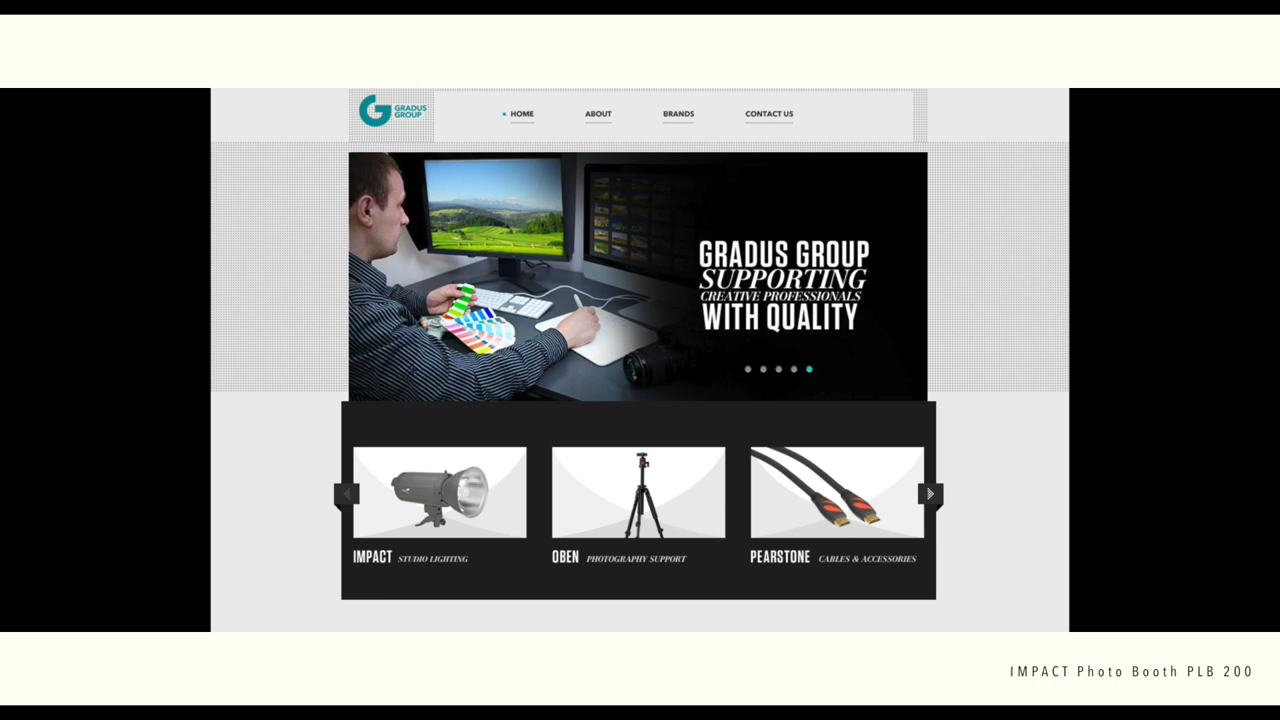 GRADUS
GROUP
HOME
ABOUT
BRANDS
CONTACT US
GRADUS GROUP
SUPPORTING
CREATIVE PROFESSIONALS
WITH QUALITY
IMPACT STUDIO LIGHTING
OBEN PHOTOGRAPHY SUPPORT
PEARSTONE CABLES & ACCESSORIES
IMPACT Photo Booth PLB 200